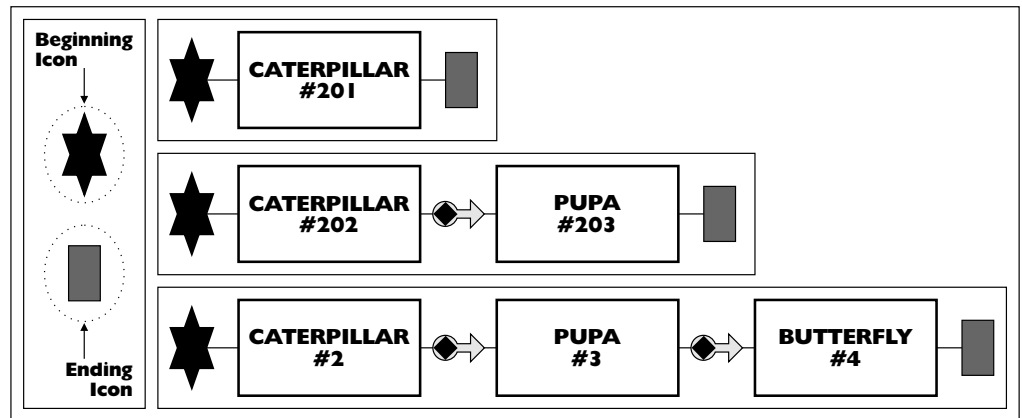 Beginning
Icon
Ending
Icon
CATERPILLAR
#201
CATERPILLAR
#202
PUPA
#203
CATERPILLAR
#2
PUPA
#3
BUTTERFLY
#4